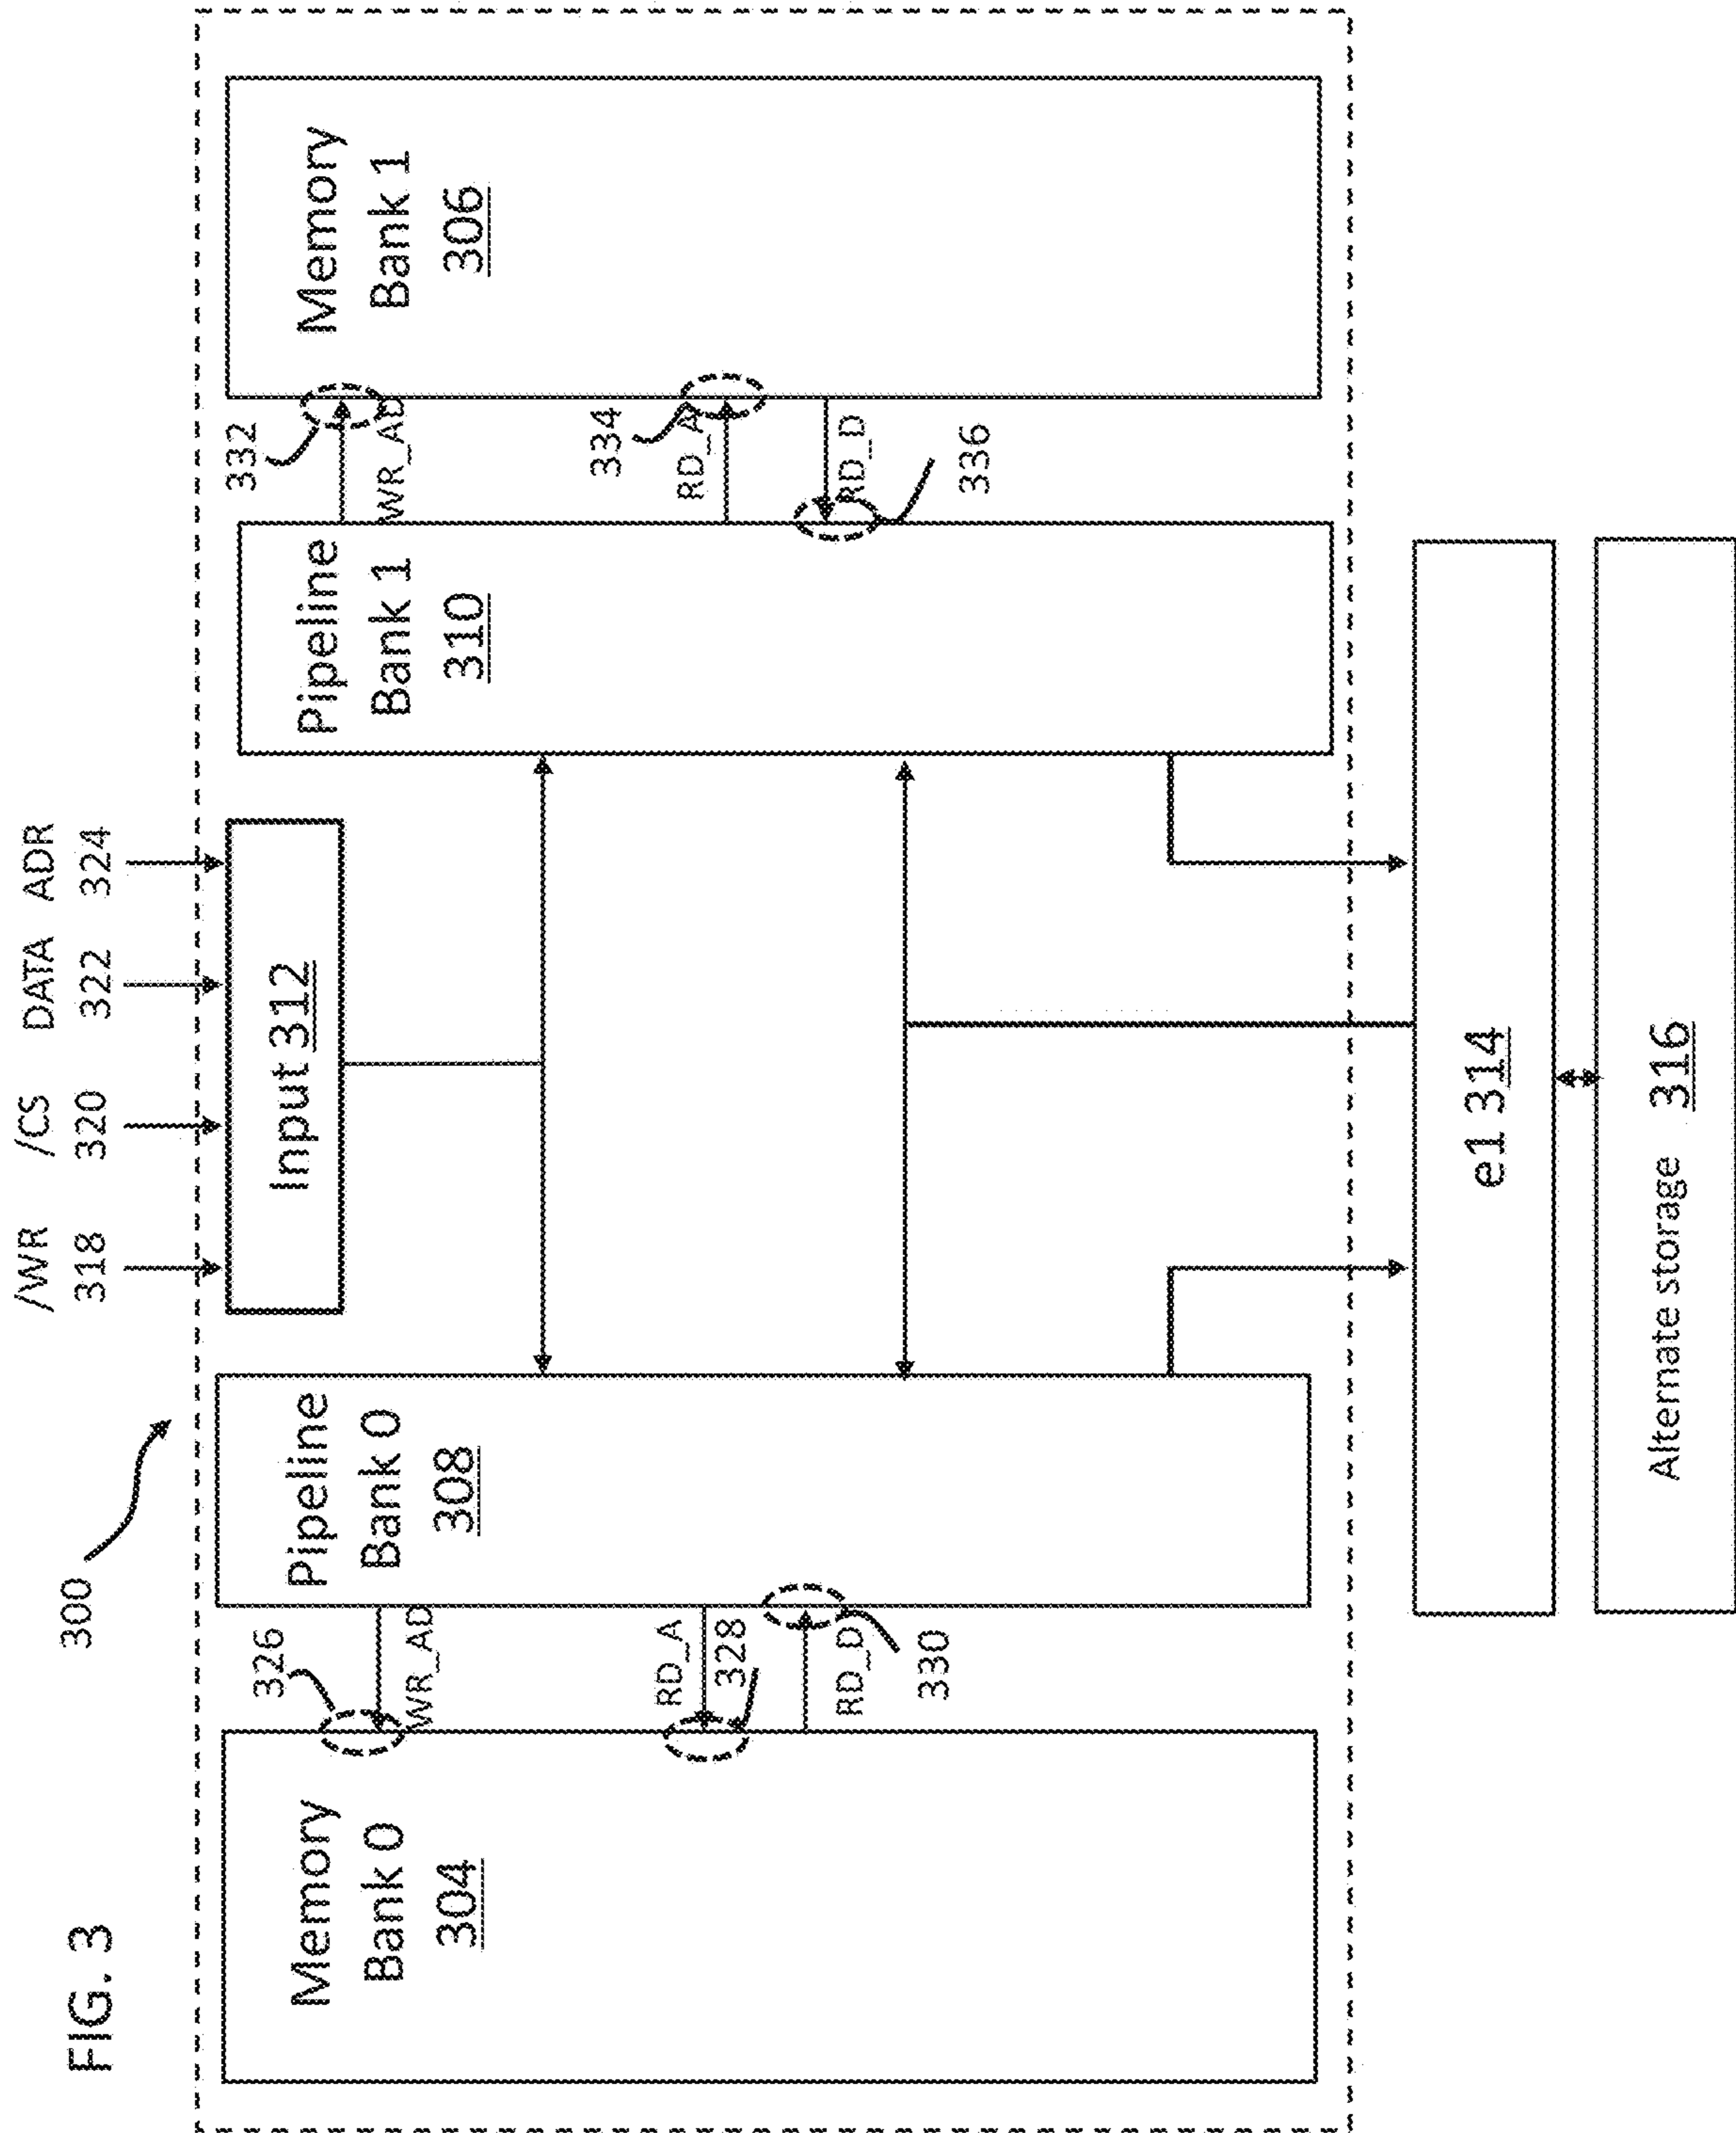 FIG. 3
300
/WR
318
/CS
320
DATA
322
ADR
324
Input 312
Memory
Bank 0
304
326
WR_AD
RD_A
328
RD_D
330
Pipeline
Bank 0
308
Pipeline
Bank 1
310
332
WR_AD
334
RD_A
RD_D
336
Memory
Bank 1
306
e1 314
Alternate storage 316